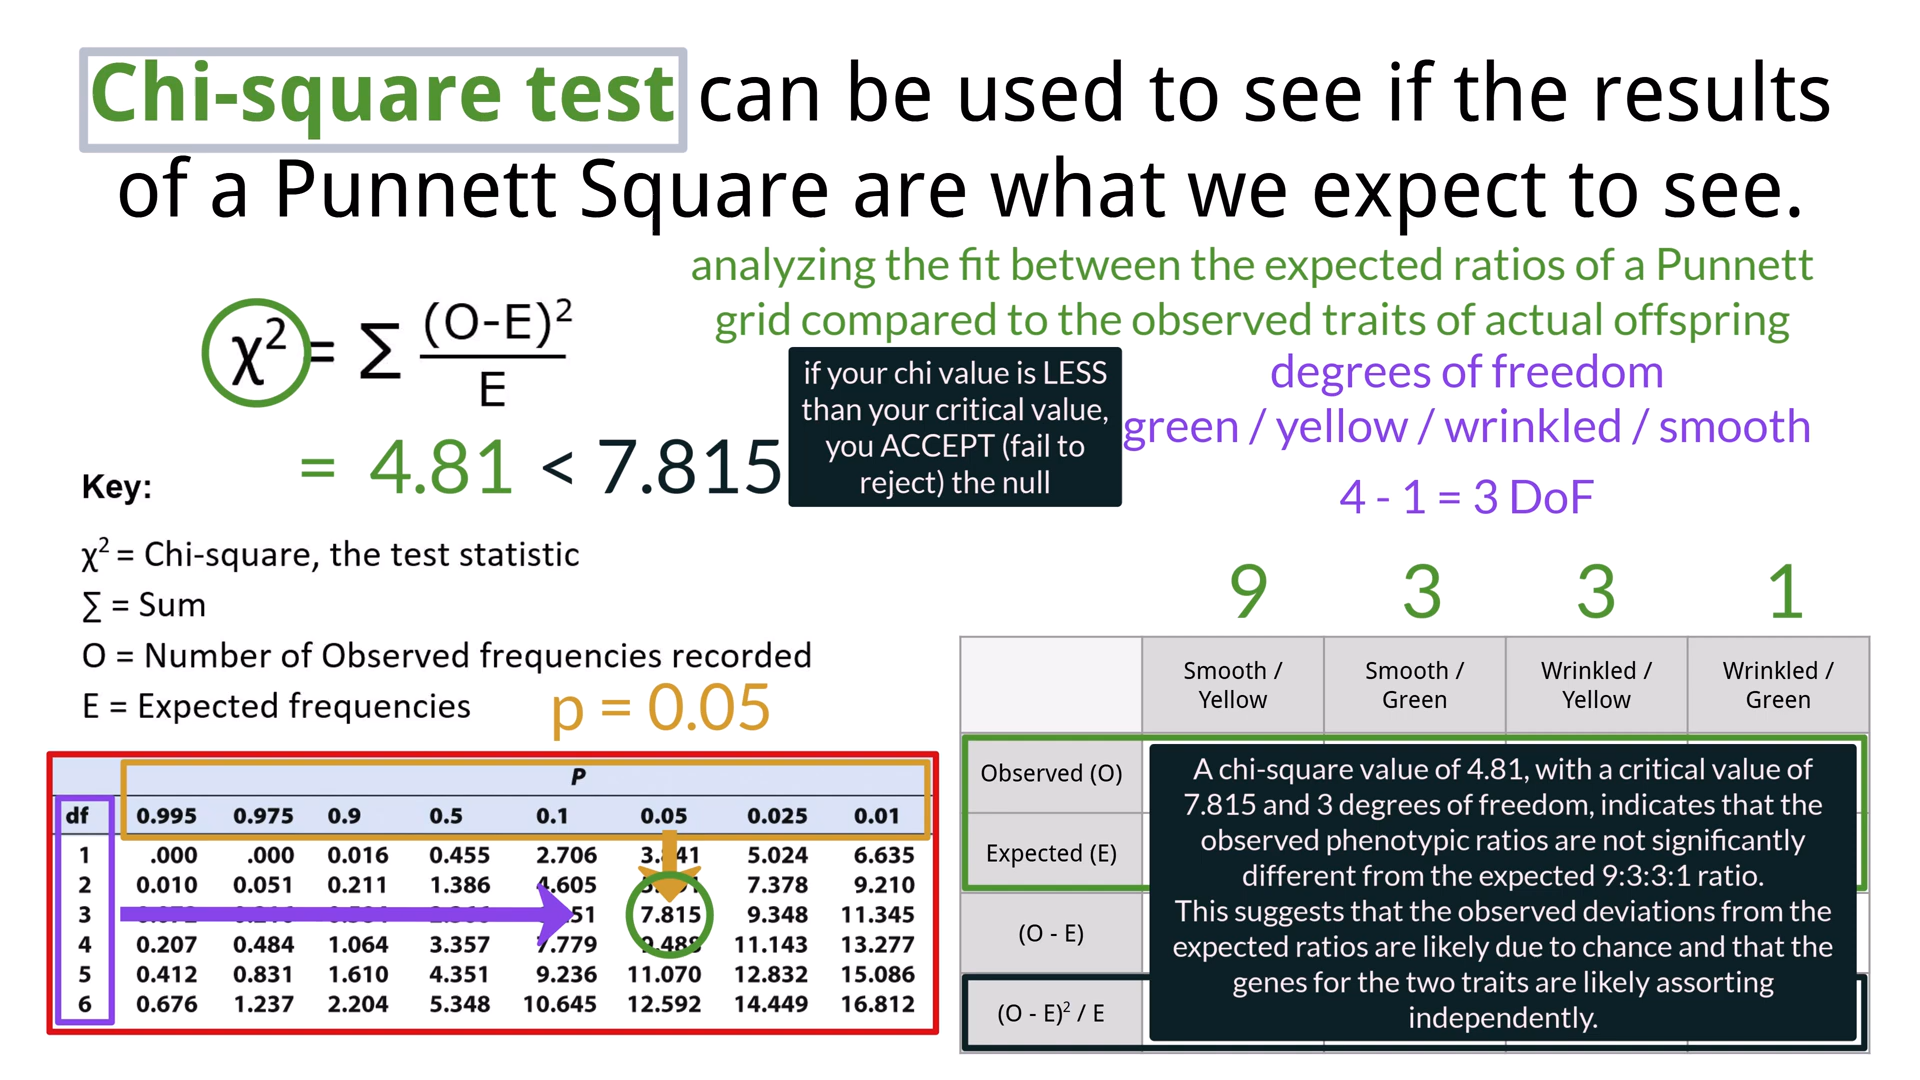 Chi-square test can be used to see if the results
of a Punnett Square are what we expect to see.
analyzing the fit between the expected ratios of a Punnett
grid compared to the observed traits of actual offspring
χ² = ∑ (O-E)² / E
= 4.81 < 7.815
if your chi value is LESS
than your critical value,
you ACCEPT (fail to
reject) the null
degrees of freedom
green / yellow / wrinkled / smooth
4 - 1 = 3 DoF
Key:
χ² = Chi-square, the test statistic
∑ = Sum
O = Number of Observed frequencies recorded
E = Expected frequencies
p = 0.05
P
df 0.995 0.975 0.9 0.5 0.1 0.05 0.025 0.01
1 .000 .000 0.016 0.455 2.706 5.024 6.635
2 0.010 0.051 0.211 1.386 4.605 7.378 9.210
3 7.815 9.348 11.345
4 0.207 0.484 1.064 3.357 7.779 9.488 11.143 13.277
5 0.412 0.831 1.610 4.351 9.236 11.070 12.832 15.086
6 0.676 1.237 2.204 5.348 10.645 12.592 14.449 16.812
9 3 3 1
Smooth / Yellow Smooth / Green Wrinkled / Yellow Wrinkled / Green
Observed (O)
Expected (E)
(O - E)
(O - E)² / E
A chi-square value of 4.81, with a critical value of
7.815 and 3 degrees of freedom, indicates that the
observed phenotypic ratios are not significantly
different from the expected 9:3:3:1 ratio.
This suggests that the observed deviations from the
expected ratios are likely due to chance and that the
genes for the two traits are likely assorting
independently.